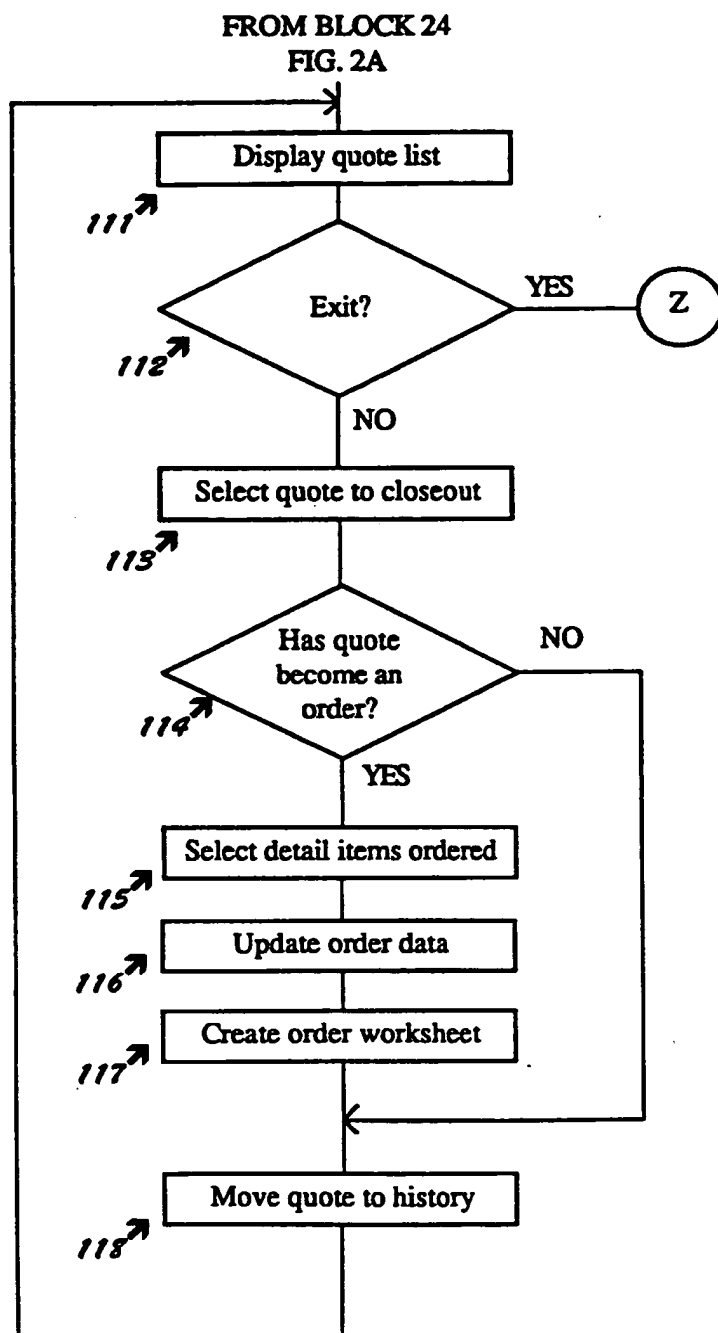 FROM BLOCK 24
FIG. 2A
Display quote list
111
Exit?
YES
Z
112
NO
Select quote to closeout
113
Has quote
become an
order?
NO
114
YES
Select detail items ordered
115
Update order data
116
Create order worksheet
117
Move quote to history
118